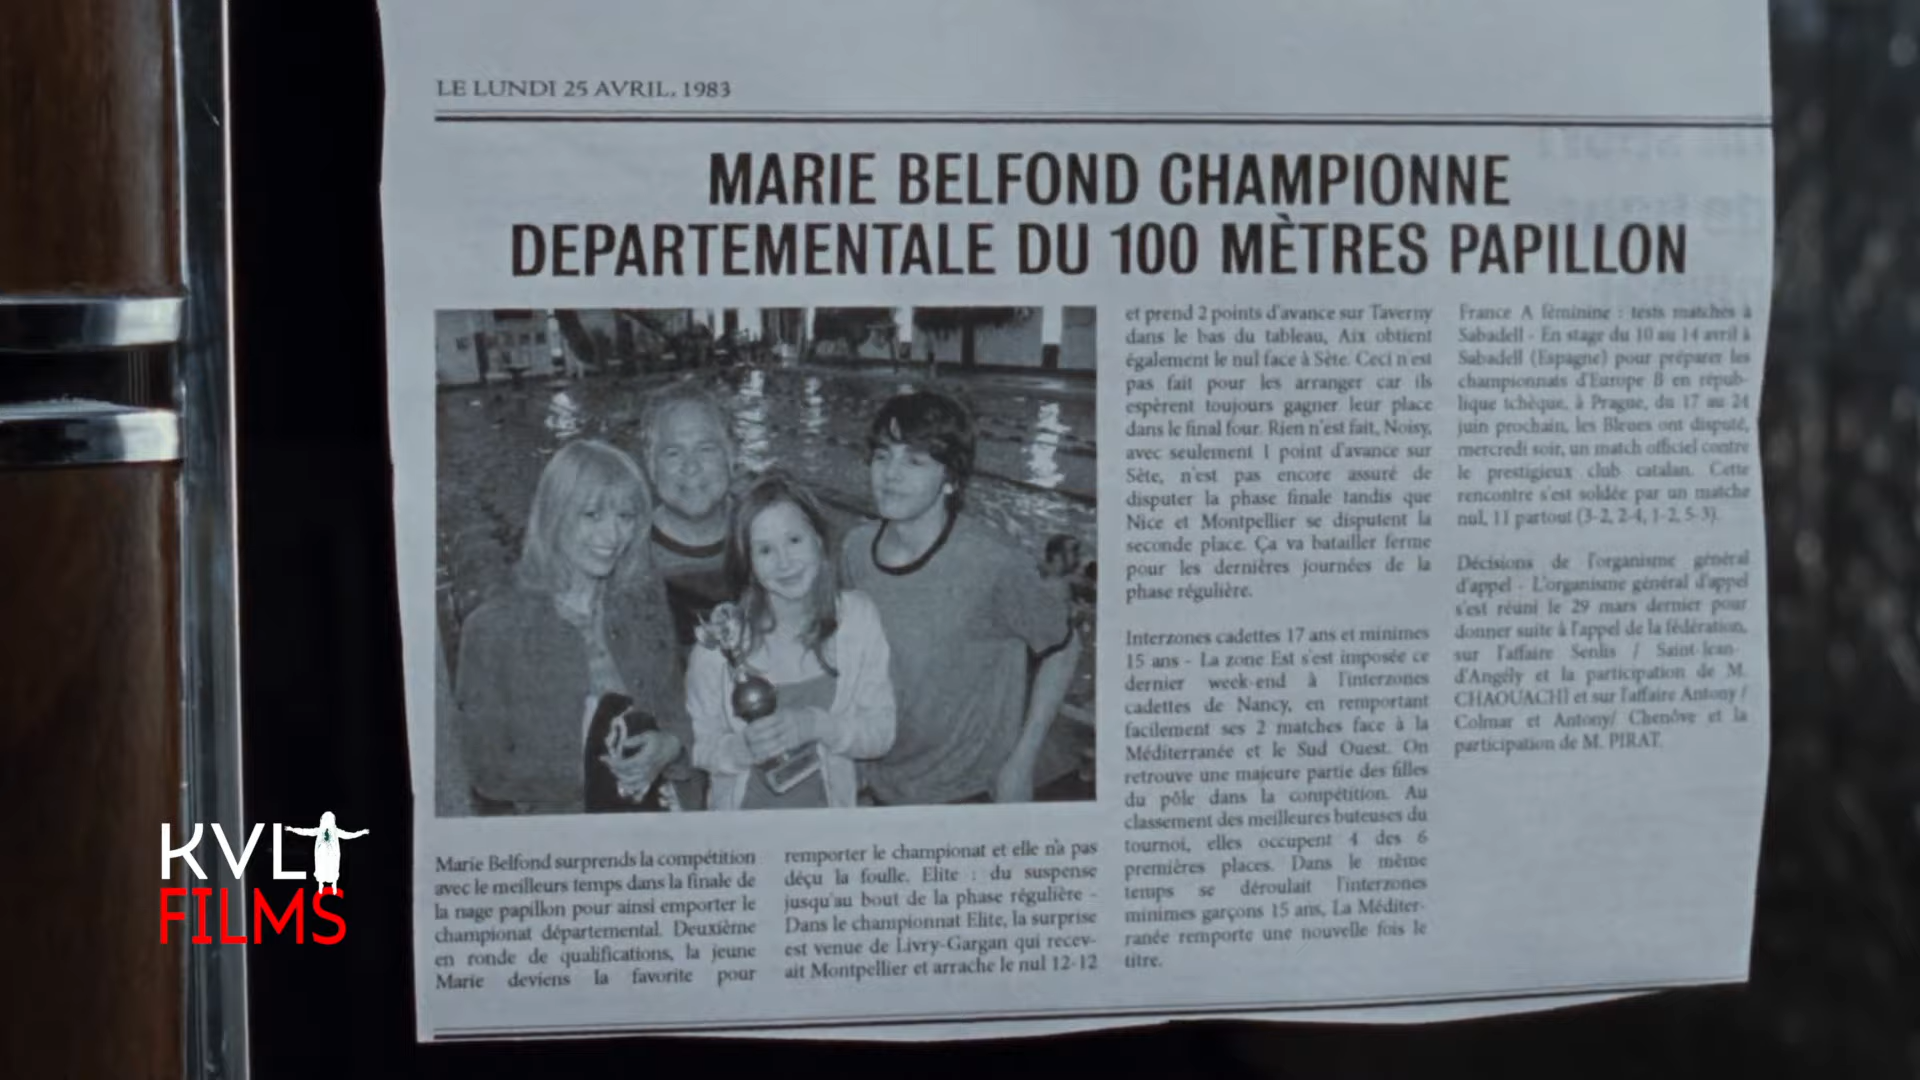 LE LUNDI 25 AVRIL, 1983
MARIE BELFOND CHAMPIONNE
DEPARTEMENTALE DU 100 MÈTRES PAPILLON
Marie Belfond surprends la compétition
avec le meilleurs temps dans la finale de
la nage papillon pour ainsi emporter le
championat départemental. Deuxième
en ronde de qualifications, la jeune
Marie deviens la favorite pour
remporter le championat et elle n'a pas
déçu la foulle. Elite : du suspense
jusqu'au bout de la phase régulière -
Dans le championnat Elite, la surprise
est venue de Livry-Gargan qui recev-
ait Montpellier et arrache le nul 12-12
et prend 2 points d'avance sur Taverny
dans le bas du tableau, Aix obtient
également le nul face à Sète. Ceci n'est
pas fait pour les arranger car ils
espèrent toujours gagner leur place
dans le final four. Rien n'est fait, Noisy,
avec seulement 1 point d'avance sur
Sète, n'est pas encore assuré de
disputer la phase finale tandis que
Nice et Montpellier se disputent la
seconde place. Ça va batailler ferme
pour les dernières journées de la
phase régulière.
Interzones cadettes 17 ans et minimes
15 ans - La zone Est s'est imposée ce
dernier week-end à l'interzones
cadettes de Nancy, en remportant
facilement ses 2 matches face à la
Méditerranée et le Sud Ouest. On
retrouve une majeure partie des filles
du pôle dans la compétition. Au
classement des meilleures buteuses du
tournoi, elles occupent 4 des 6
premières places. Dans le même
temps se déroulait l'interzones
minimes garçons 15 ans, La Méditer-
ranée remporte une nouvelle fois le
titre.
France A féminine : tests matchés à
Sabadell - En stage du 10 au 14 avril à
Sabadell (Espagne) pour préparer les
championnats d'Europe B en répub-
lique tchèque, à Prague, du 17 au 24
juin prochain, les Bleues ont disputé,
mercredi soir, un match officiel contre
le prestigieux club catalan. Cette
rencontre s'est soldée par un matche
nul, 11 partout (3-2, 2-4, 1-2, 5-3).
Décisions de l'organisme général
d'appel - L'organisme général d'appel
s'est réuni le 29 mars dernier pour
donner suite à l'appel de la fédération,
sur l'affaire Senlis / Saint-Jean-
d'Angély et la participation de M.
CHAOUACHI et sur l'affaire Antony /
Colmar et Antony/ Chenôve et la
participation de M. PIRAT.
KVLT
FILMS